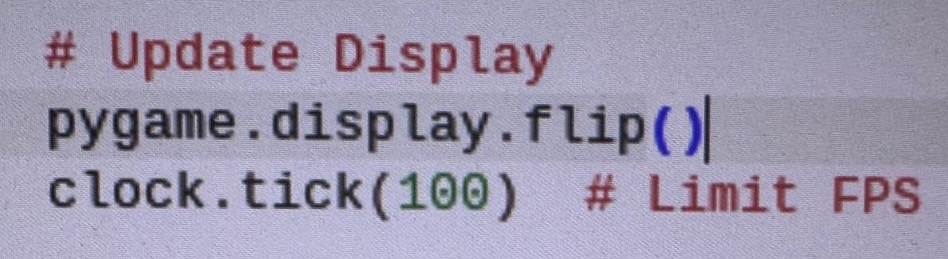 # Update Display
pygame.display.flip()
clock.tick(100)  # Limit FPS